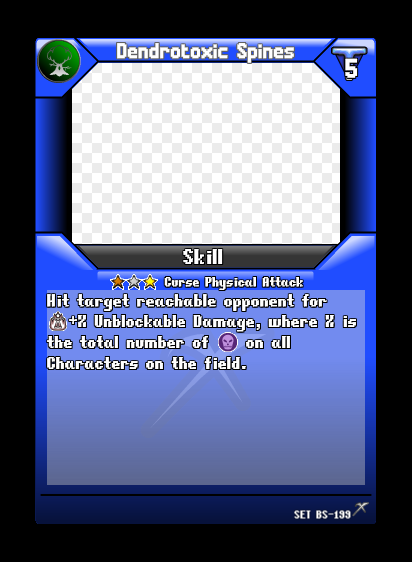 Dendrotoxic Spines
5
Skill
Curse Physical Attack
Hit target reachable opponent for
+X Unblockable Damage, where X is
the total number of on all
Characters on the field.
SET BS-199